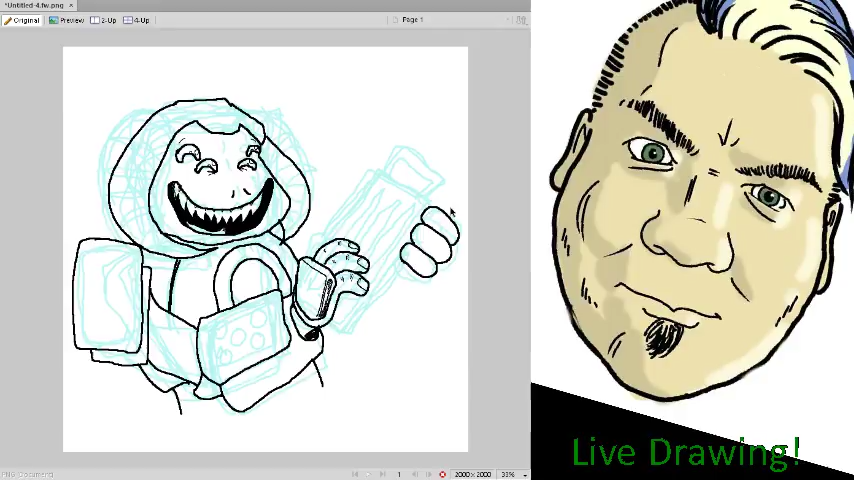 *Untitled-4.fw.png ×
Original Preview 2-Up 4-Up
Page 1
Live Drawing!
PNG (Document)
1 2000 x 2000 33%